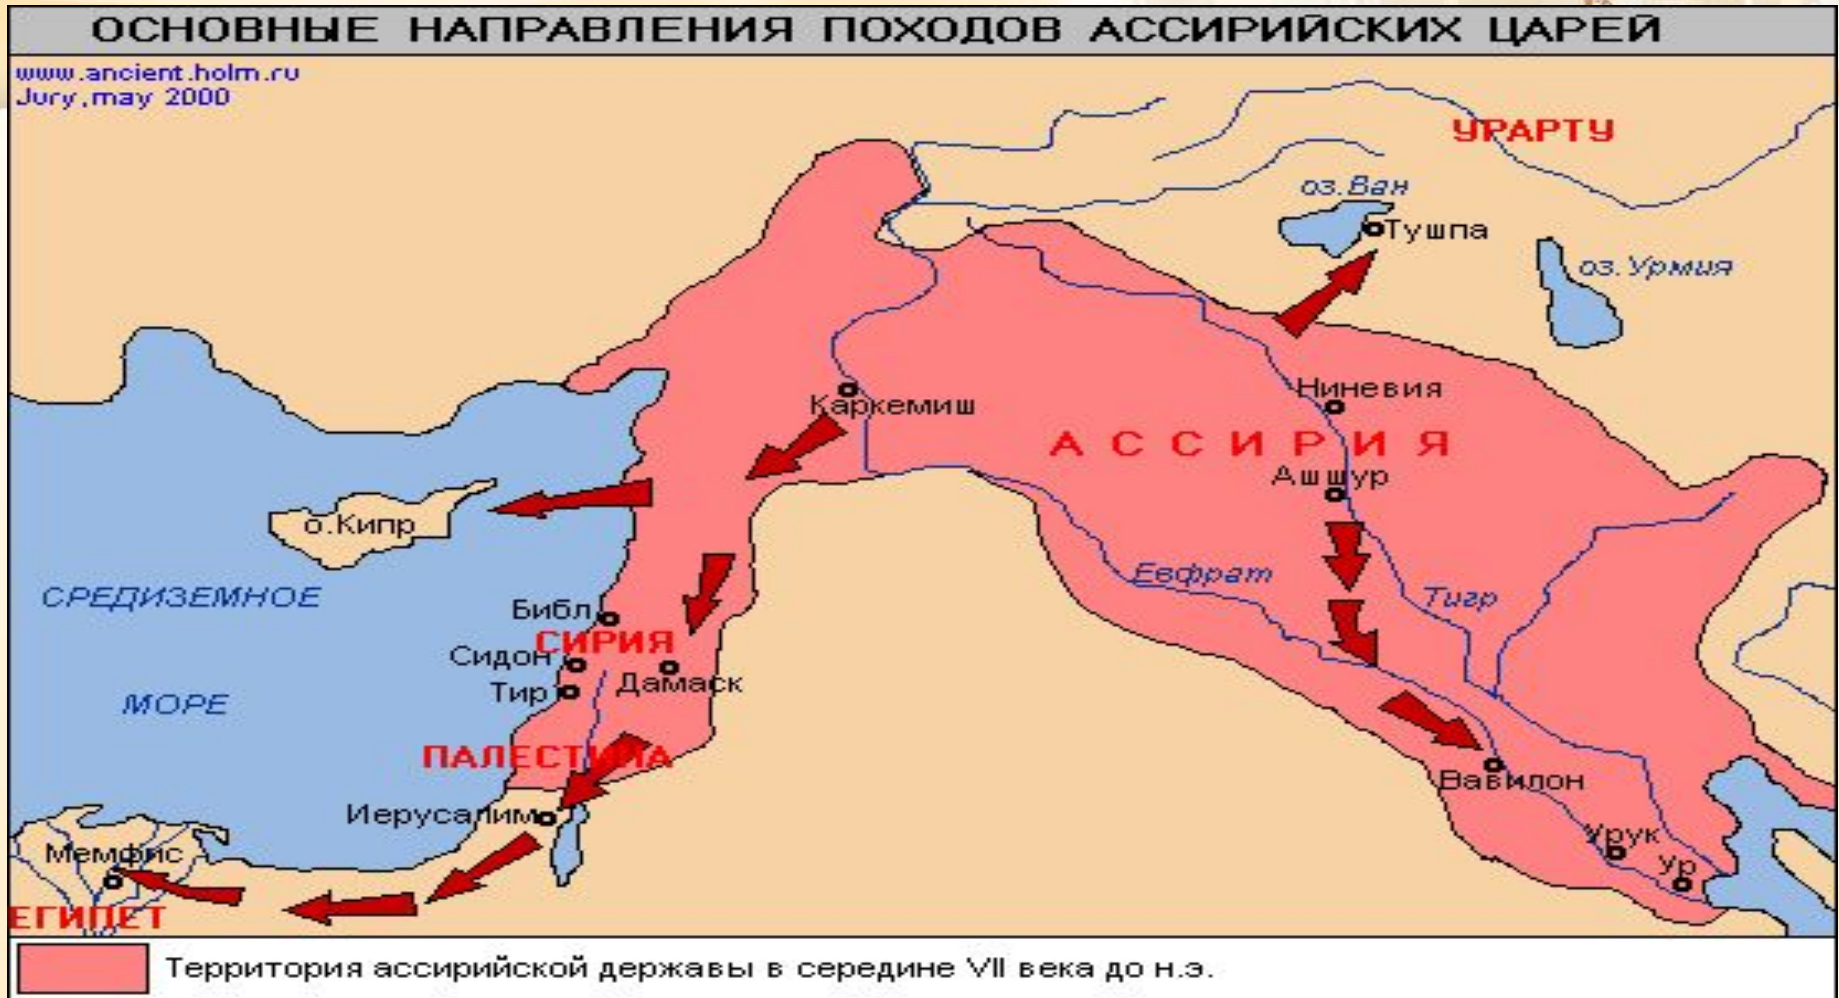 ОСНОВНЫЕ НАПРАВЛЕНИЯ ПОХОДОВ АССИРИЙСКИХ ЦАРЕЙ
www.ancient.holm.ru
Jury,may 2000
УРАРТУ
оз.Ван
Тушпа
оз.Урмия
Ниневия
Каркемиш
АССИРИЯ
Ашшур
о.Кипр
Евфрат
Тигр
СРЕДИЗЕМНОЕ
МОРЕ
Библ
СИРИЯ
Сидон
Дамаск
Тир
ПАЛЕСТИНА
Вавилон
Иерусалим
Урук
Мемфис
Ур
ЕГИПЕТ
Территория ассирийской державы в середине VII века до н.э.